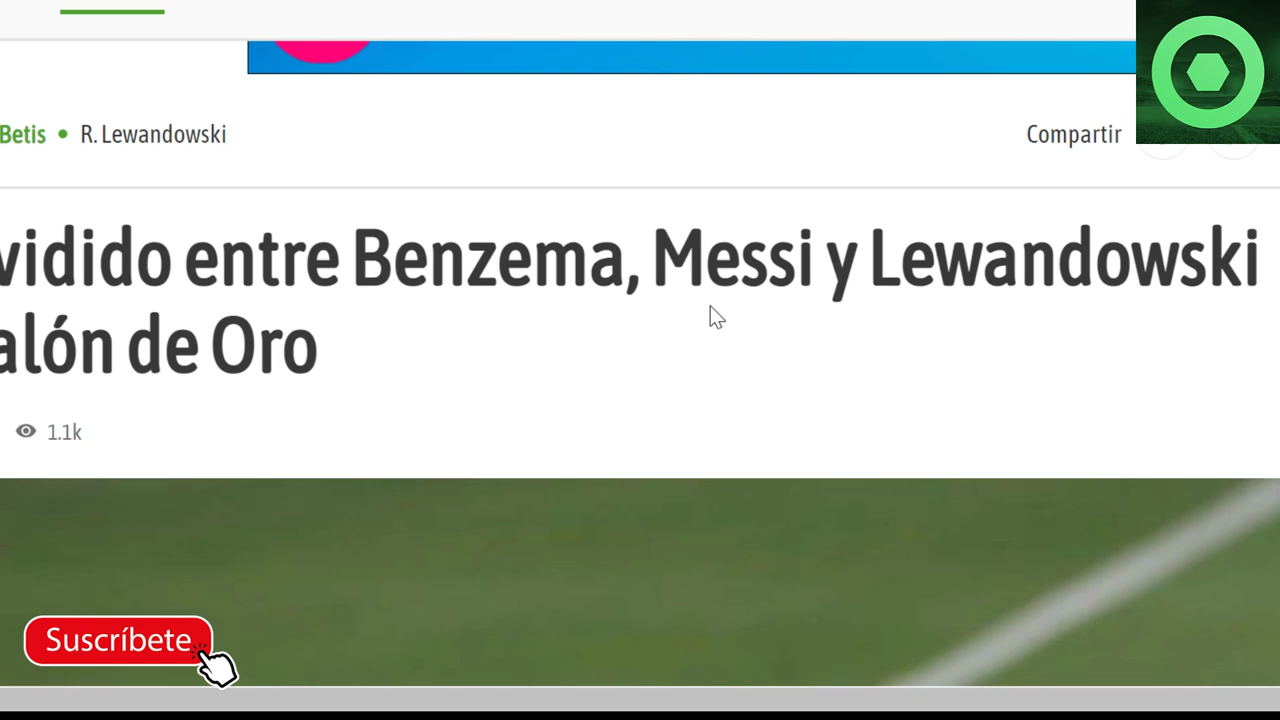 Betis • R. Lewandowski
Compartir
vidido entre Benzema, Messi y Lewandowski
alón de Oro
1.1k
Suscríbete